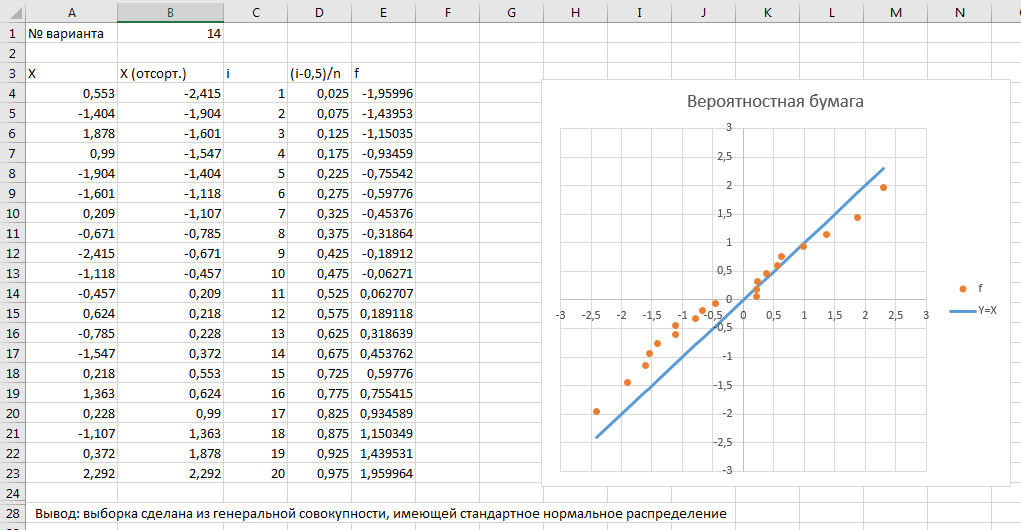 A B C D E F G H I J K L M N
1 № варианта 14
2
3 X X (отсорт.) i (i-0,5)/n f
4 0,553 -2,415 1 0,025 -1,95996
5 -1,404 -1,904 2 0,075 -1,43953
6 1,878 -1,601 3 0,125 -1,15035
7 0,99 -1,547 4 0,175 -0,93459
8 -1,904 -1,404 5 0,225 -0,75542
9 -1,601 -1,118 6 0,275 -0,59776
10 0,209 -1,107 7 0,325 -0,45376
11 -0,671 -0,785 8 0,375 -0,31864
12 -2,415 -0,671 9 0,425 -0,18912
13 -1,118 -0,457 10 0,475 -0,06271
14 -0,457 0,209 11 0,525 0,062707
15 0,624 0,218 12 0,575 0,189118
16 -0,785 0,228 13 0,625 0,318639
17 -1,547 0,372 14 0,675 0,453762
18 0,218 0,553 15 0,725 0,59776
19 1,363 0,624 16 0,775 0,755415
20 0,228 0,99 17 0,825 0,934589
21 -1,107 1,363 18 0,875 1,150349
22 0,372 1,878 19 0,925 1,439531
23 2,292 2,292 20 0,975 1,959964
24
Вероятностная бумага
3
2,5
2
1,5
1
0,5
0
-3 -2,5 -2 -1,5 -1 -0,5 0 0,5 1 1,5 2 2,5 3
-0,5
-1
-1,5
-2
-2,5
-3
f
Y=X
28 Вывод: выборка сделана из генеральной совокупности, имеющей стандартное нормальное распределение